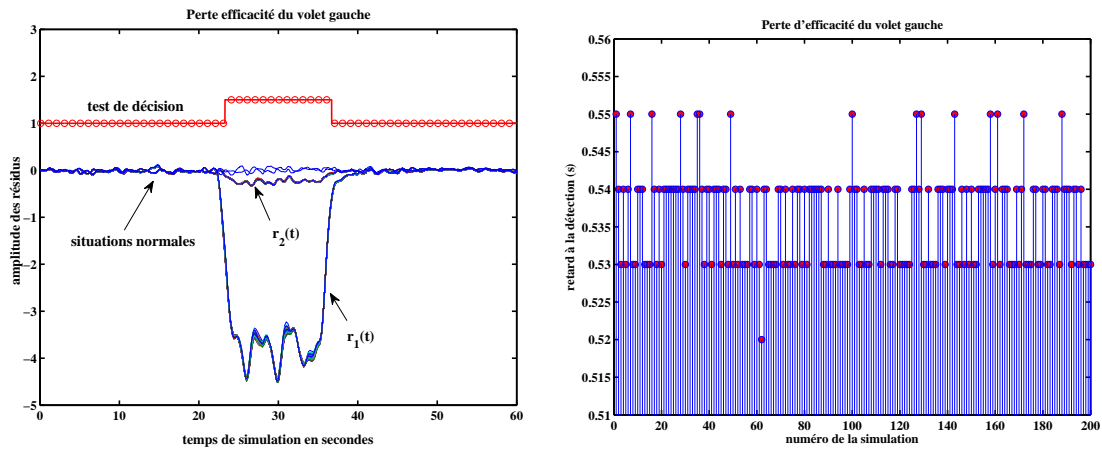 Perte efficacité du volet gauche
3
2
1
0
−1
−2
−3
−4
−5
amplitude des résidus
test de décision
situations normales
r2(t)
r1(t)
0 10 20 30 40 50 60
temps de simulation en secondes
Perte d'efficacité du volet gauche
0.56
0.555
0.55
0.545
0.54
0.535
0.53
0.525
0.52
0.515
0.51
retard à la détection (s)
0 20 40 60 80 100 120 140 160 180 200
numéro de la simulation